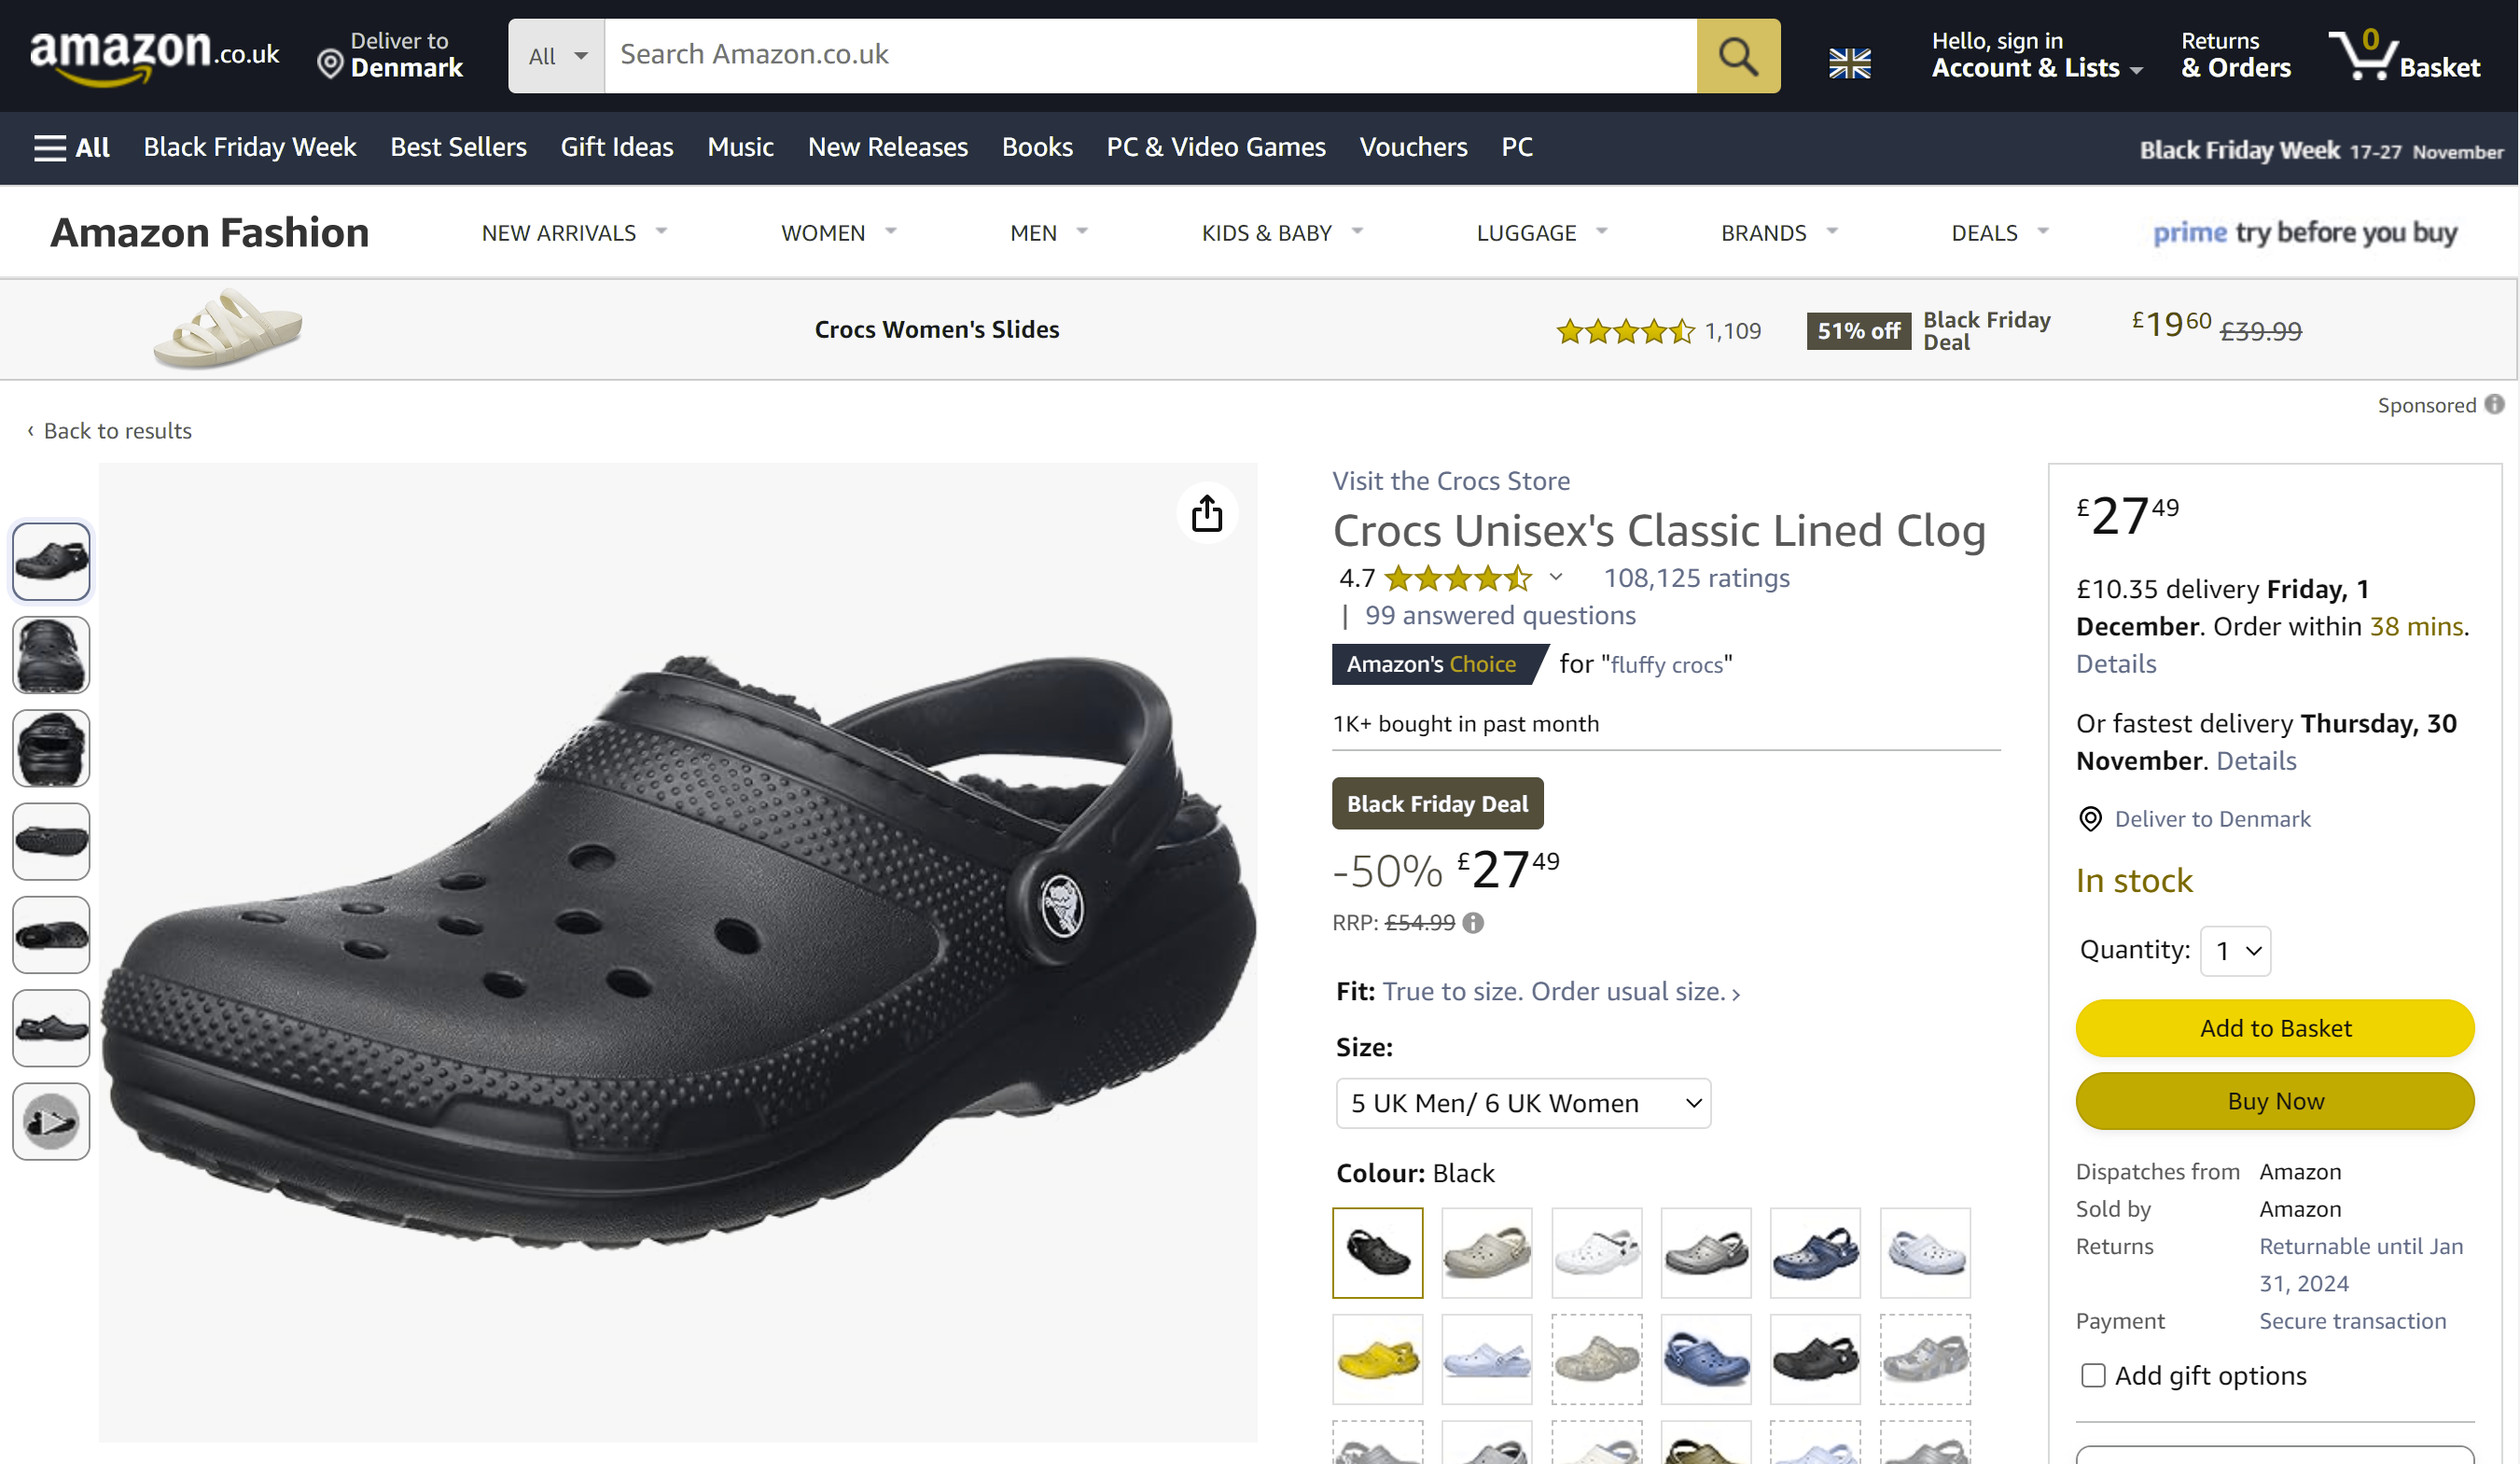 amazon.co.uk
Deliver to
Denmark
All
Search Amazon.co.uk
Hello, sign in
Account & Lists
Returns
& Orders
0
Basket
All
Black Friday Week
Best Sellers
Gift Ideas
Music
New Releases
Books
PC & Video Games
Vouchers
PC
Black Friday Week 17-27 November
Amazon Fashion
NEW ARRIVALS
WOMEN
MEN
KIDS & BABY
LUGGAGE
BRANDS
DEALS
prime try before you buy
Crocs Women's Slides
1,109
51% off
Black Friday
Deal
£1960 £39.99
Sponsored
‹ Back to results
Visit the Crocs Store
Crocs Unisex's Classic Lined Clog
4.7
108,125 ratings
| 99 answered questions
Amazon's Choice for "fluffy crocs"
1K+ bought in past month
Black Friday Deal
-50% £2749
RRP: £54.99
Fit: True to size. Order usual size. ›
Size:
5 UK Men/ 6 UK Women
Colour: Black
£2749
£10.35 delivery Friday, 1
December. Order within 38 mins.
Details
Or fastest delivery Thursday, 30
November. Details
Deliver to Denmark
In stock
Quantity: 1
Add to Basket
Buy Now
Dispatches from Amazon
Sold by Amazon
Returns Returnable until Jan
31, 2024
Payment Secure transaction
Add gift options